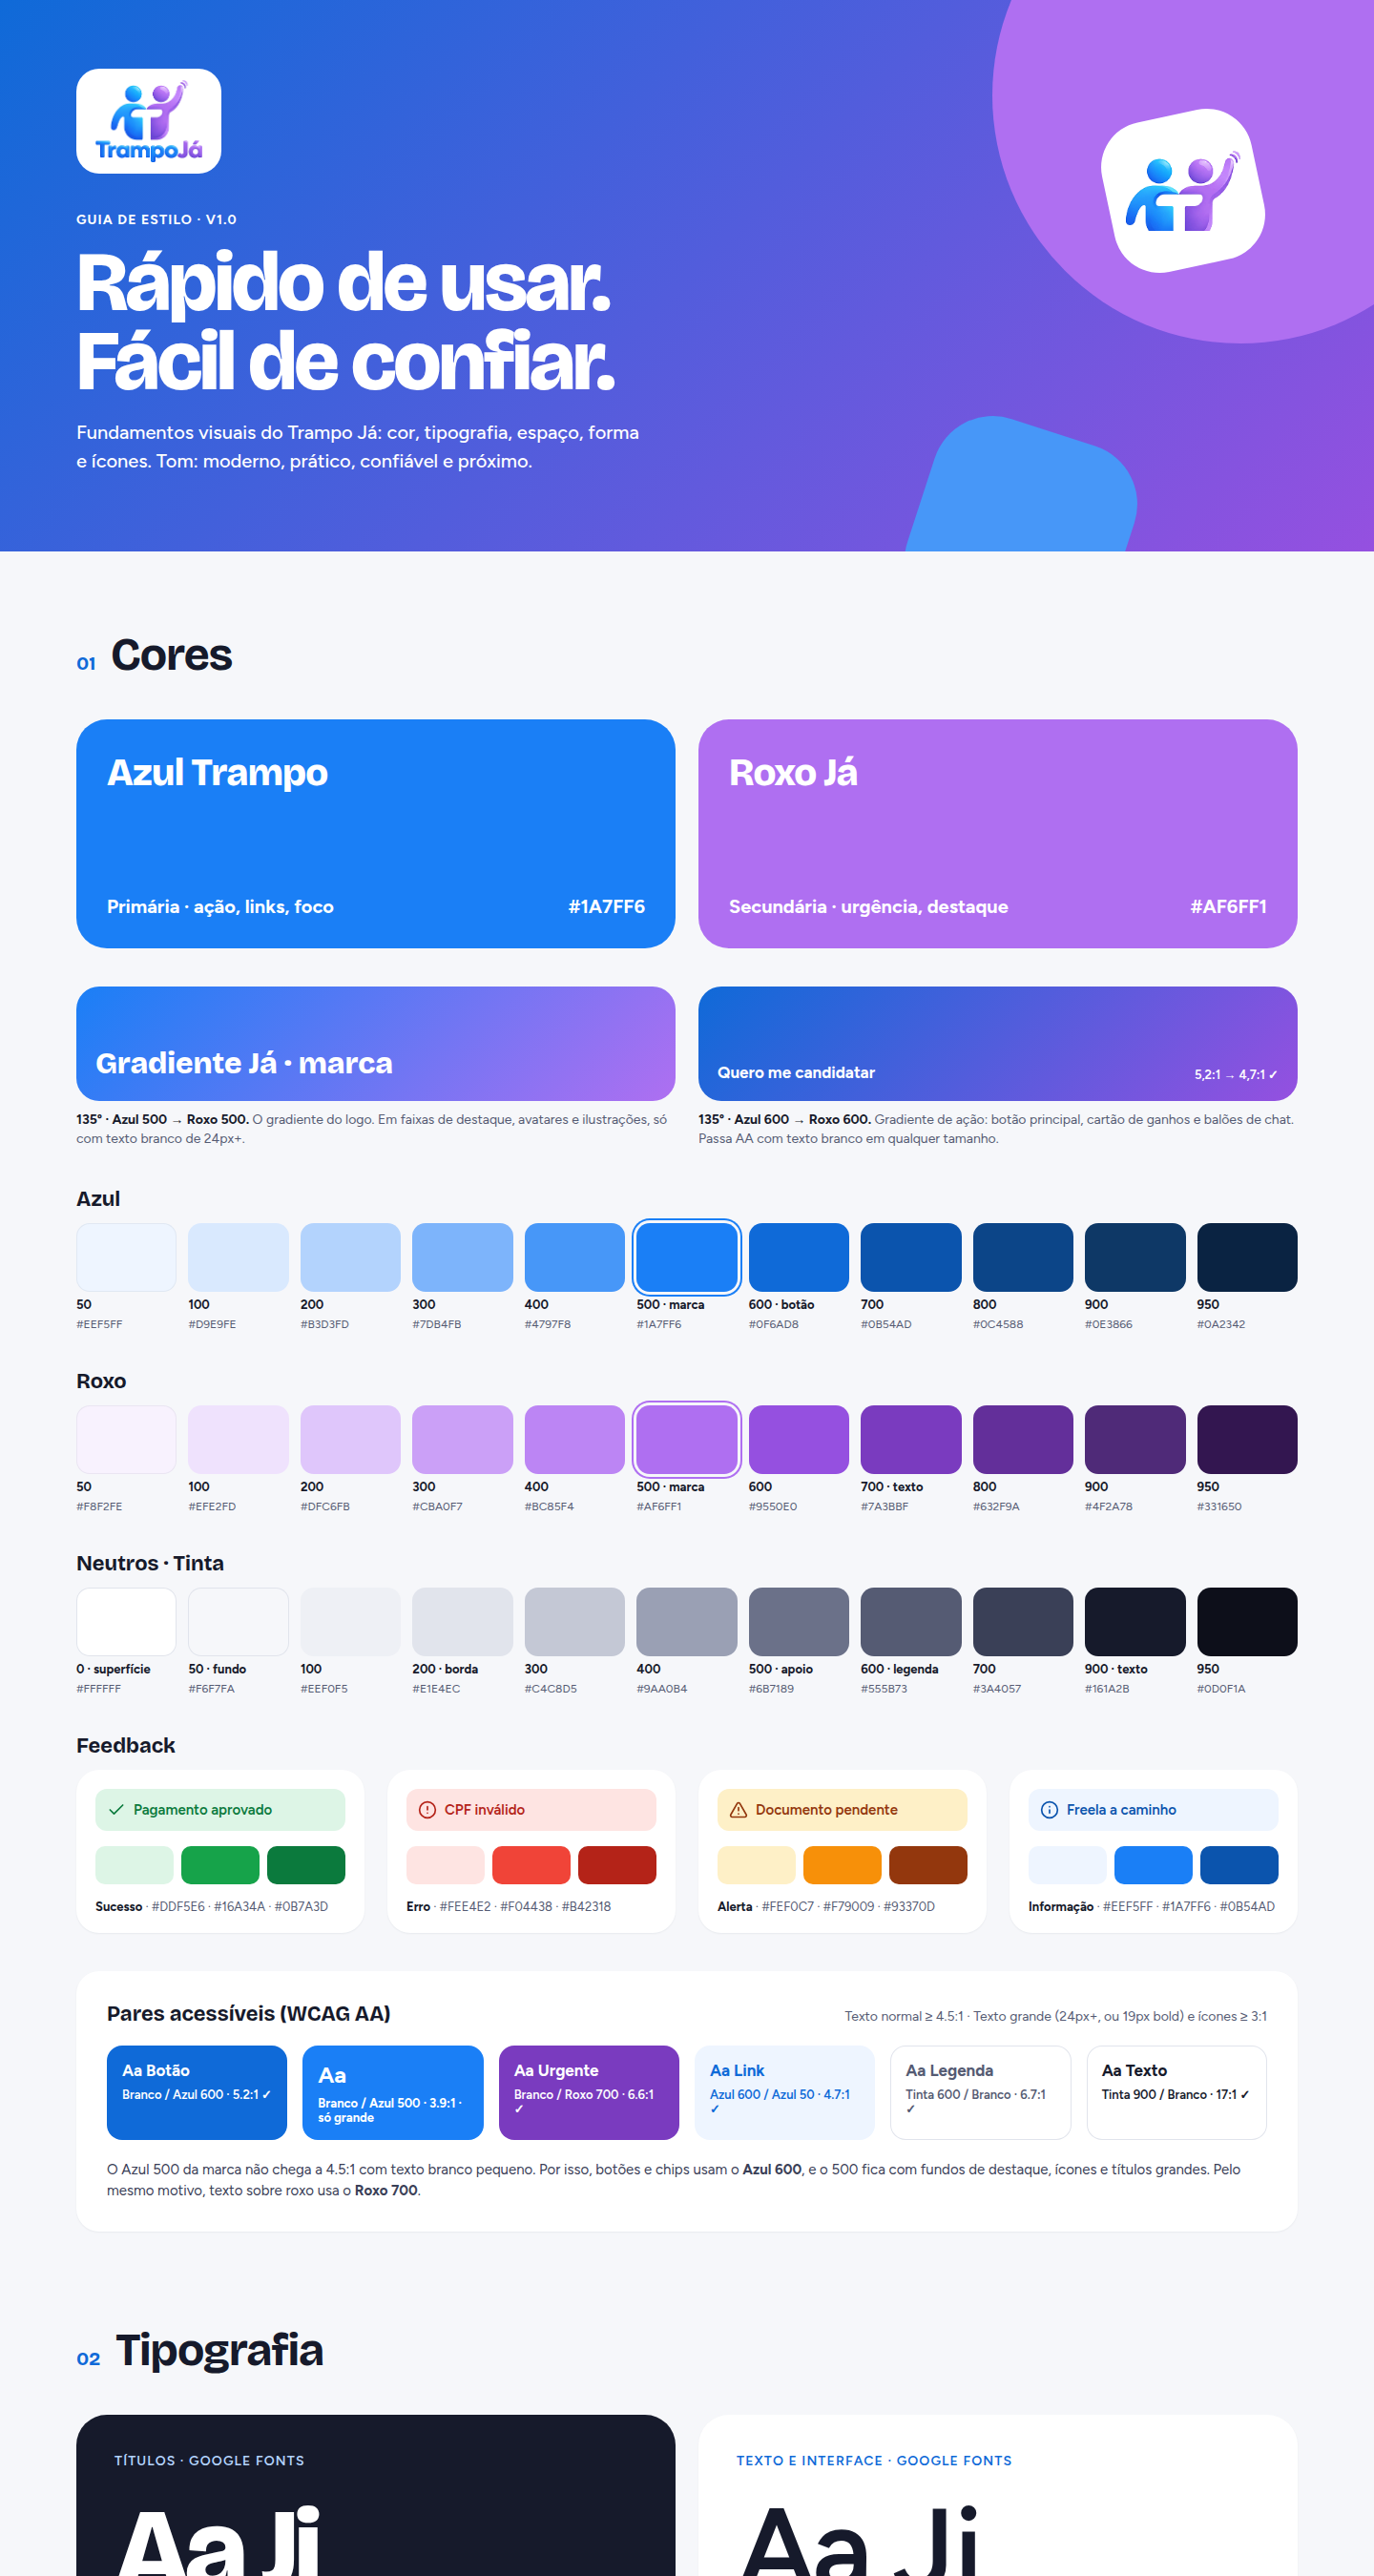 TrampoJá
GUIA DE ESTILO · V1.0
Rápido de usar.
Fácil de confiar.
Fundamentos visuais do Trampo Já: cor, tipografia, espaço, forma
e ícones. Tom: moderno, prático, confiável e próximo.
01 Cores
Azul Trampo
Primária · ação, links, foco #1A7FF6
Roxo Já
Secundária · urgência, destaque #AF6FF1
Gradiente Já · marca
135° · Azul 500 → Roxo 500. O gradiente do logo. Em faixas de destaque, avatares e ilustrações, só
com texto branco de 24px+.
Quero me candidatar 5,2:1 → 4,7:1 ✓
135° · Azul 600 → Roxo 600. Gradiente de ação: botão principal, cartão de ganhos e balões de chat.
Passa AA com texto branco em qualquer tamanho.
Azul
50 100 200 300 400 500 · marca 600 · botão 700 800 900 950
#EEF5FF #D9E9FE #B3D3FD #7DB4FB #4797F8 #1A7FF6 #0F6AD8 #0B54AD #0C4588 #0E3866 #0A2342
Roxo
50 100 200 300 400 500 · marca 600 700 · texto 800 900 950
#F8F2FE #EFE2FD #DFC6FB #CBA0F7 #BC85F4 #AF6FF1 #9550E0 #7A3BBF #632F9A #4F2A78 #331650
Neutros · Tinta
0 · superfície 50 · fundo 100 200 · borda 300 400 500 · apoio 600 · legenda 700 900 · texto 950
#FFFFFF #F6F7FA #EEF0F5 #E1E4EC #C4C8D5 #9AA0B4 #6B7189 #555B73 #3A4057 #161A2B #0D0F1A
Feedback
Pagamento aprovado
Sucesso · #DDF5E6 · #16A34A · #0B7A3D
CPF inválido
Erro · #FEE4E2 · #F04438 · #B42318
Documento pendente
Alerta · #FEF0C7 · #F79009 · #93370D
Freela a caminho
Informação · #EEF5FF · #1A7FF6 · #0B54AD
Pares acessíveis (WCAG AA)
Texto normal ≥ 4.5:1 · Texto grande (24px+, ou 19px bold) e ícones ≥ 3:1
Aa Botão
Branco / Azul 600 · 5.2:1 ✓
Aa
Branco / Azul 500 · 3.9:1 ·
só grande
Aa Urgente
Branco / Roxo 700 · 6.6:1
✓
Aa Link
Azul 600 / Azul 50 · 4.7:1
✓
Aa Legenda
Tinta 600 / Branco · 6.7:1
✓
Aa Texto
Tinta 900 / Branco · 17:1 ✓
O Azul 500 da marca não chega a 4.5:1 com texto branco pequeno. Por isso, botões e chips usam o Azul 600, e o 500 fica com fundos de destaque, ícones e títulos grandes. Pelo
mesmo motivo, texto sobre roxo usa o Roxo 700.
02 Tipografia
TÍTULOS · GOOGLE FONTS
Aa Ji
TEXTO E INTERFACE · GOOGLE FONTS
Aa Ji